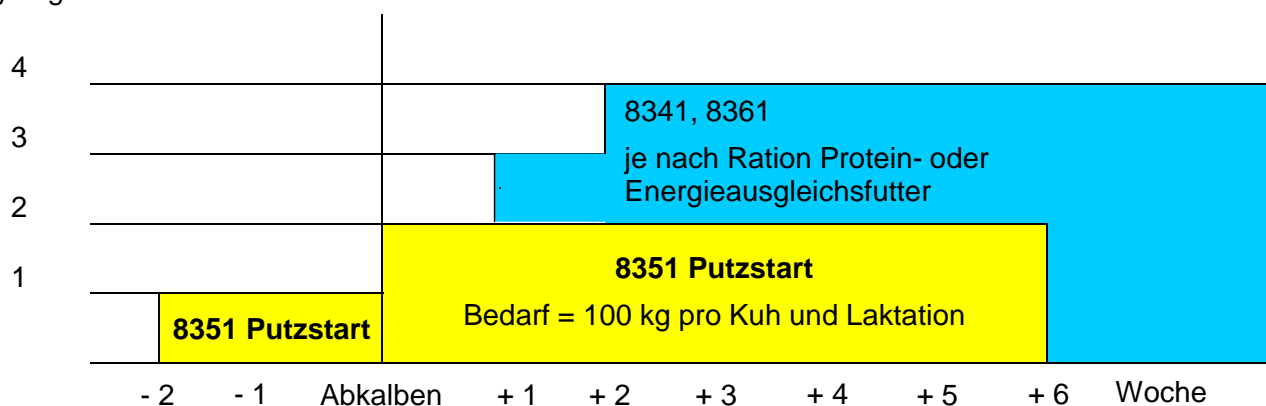 4
8341, 8361
3
je nach Ration Protein- oder
Energieausgleichsfutter
2
8351 Putzstart
1
Bedarf = 100 kg pro Kuh und Laktation
8351 Putzstart
- 2 - 1 Abkalben + 1 + 2 + 3 + 4 + 5 + 6 Woche